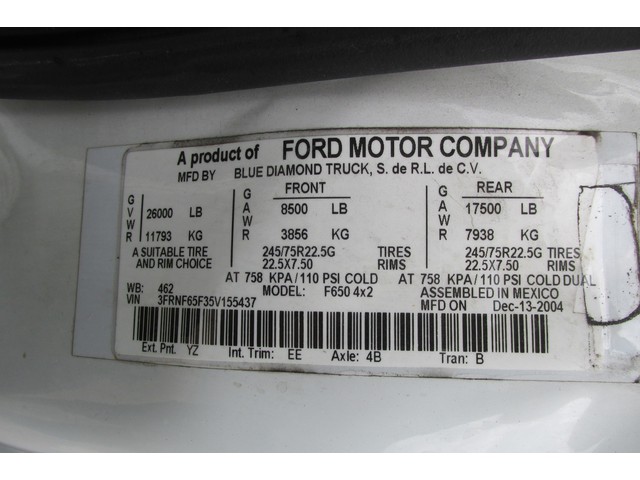 A product of FORD MOTOR COMPANY
MFD BY BLUE DIAMOND TRUCK, S. de R.L. de C.V.
GVWR 26000 LB 11793 KG
GAWR FRONT 8500 LB 3856 KG
GAWR REAR 17500 LB 7938 KG
A SUITABLE TIRE 245/75R22.5G TIRES 245/75R22.5G TIRES
AND RIM CHOICE 22.5X7.50 RIMS 22.5X7.50 RIMS
AT 758 KPA/110 PSI COLD AT 758 KPA/110 PSI COLD DUAL
WB: 462 MODEL: F650 4x2 ASSEMBLED IN MEXICO
VIN 3FRNF65F35V155437 MFD ON Dec-13-2004
Ext. Pnt. YZ Int. Trim: EE Axle: 4B Tran: B